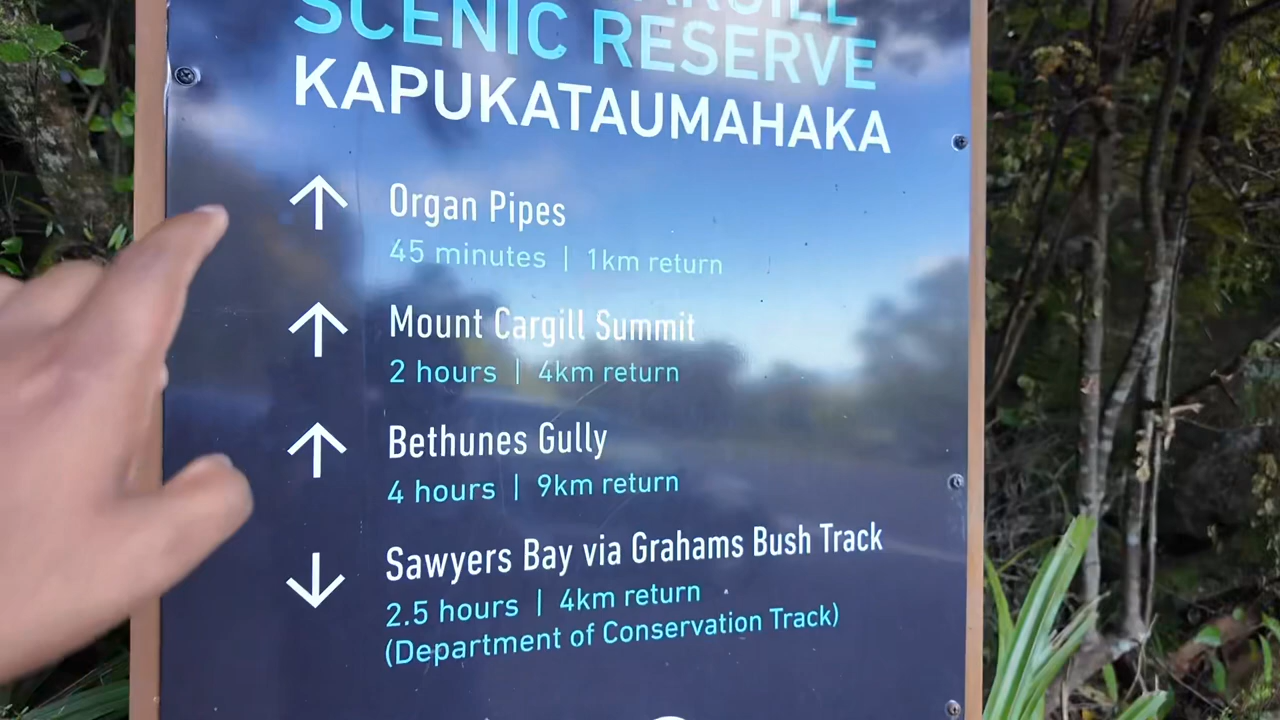 SCENIC RESERVE
KAPUKATAUMAHAKA
Organ Pipes
45 minutes | 1km return
Mount Cargill Summit
2 hours | 4km return
Bethunes Gully
4 hours | 9km return
Sawyers Bay via Grahams Bush Track
2.5 hours | 4km return
(Department of Conservation Track)